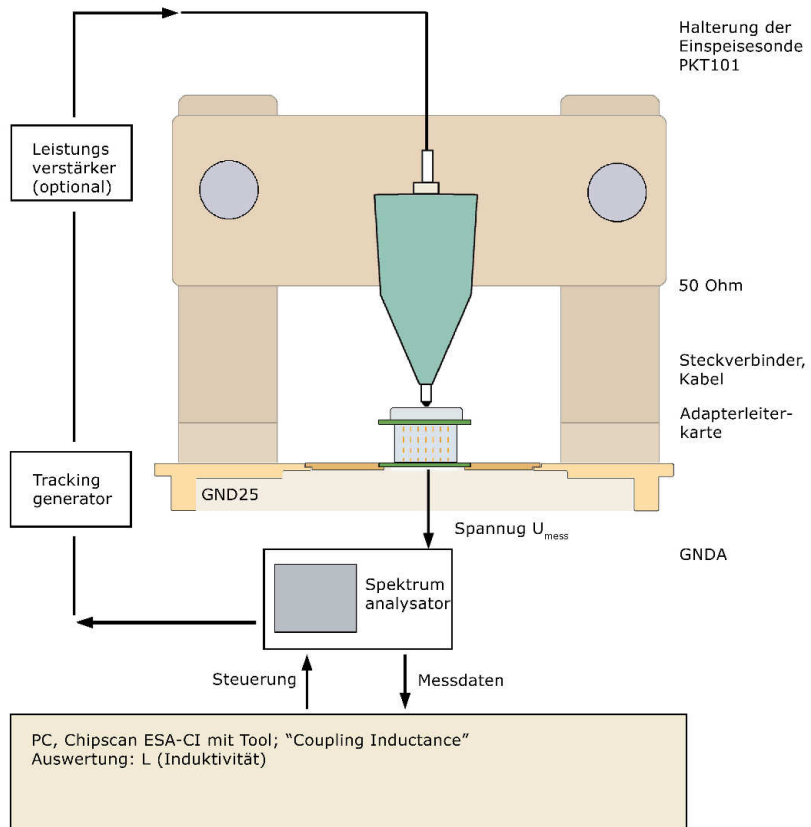 Halterung der
Einspeisesonde
PKT101
Leistungs
verstärker
(optional)
50 Ohm
Steckverbinder,
Kabel
Adapterleiter-
karte
Tracking
generator
GND25
Spannug Umess
GNDA
Spektrum
analysator
Steuerung
Messdaten
PC, Chipscan ESA-CI mit Tool; “Coupling Inductance”
Auswertung: L (Induktivität)